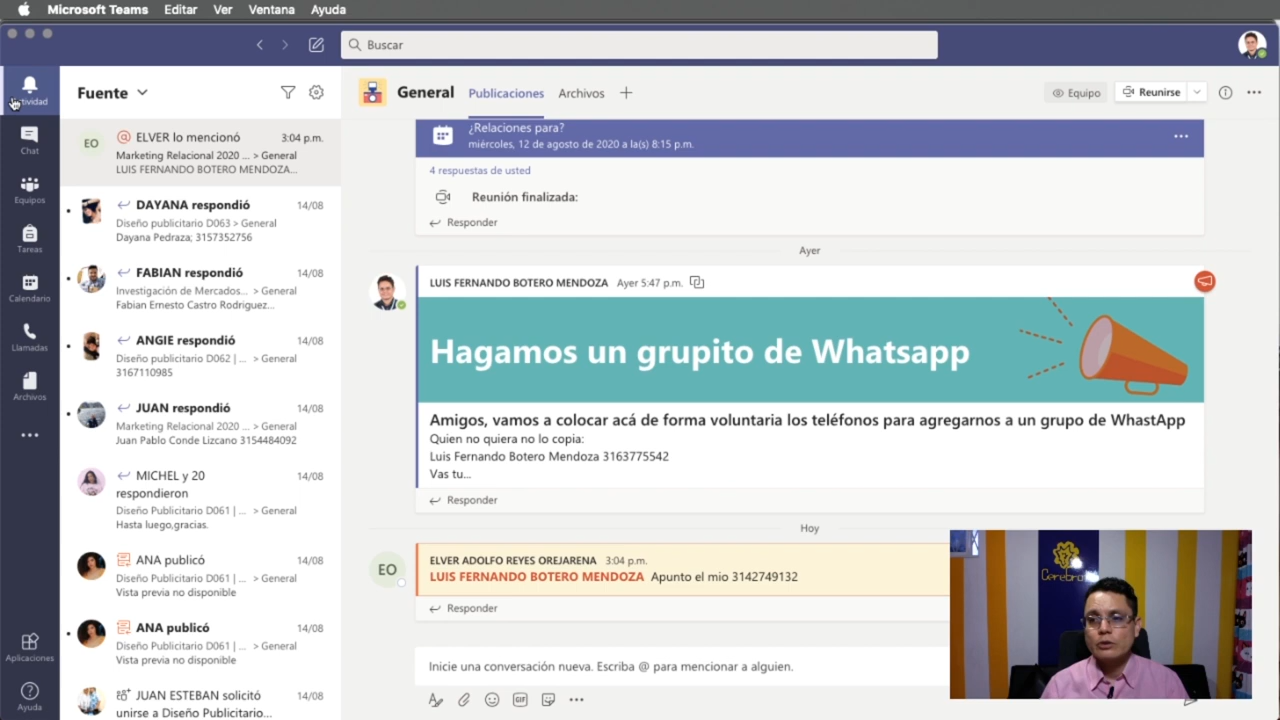 Microsoft Teams Editar Ver Ventana Ayuda
Buscar
Actividad
Chat
Equipos
Tareas
Calendario
Llamadas
Archivos
Aplicaciones
Ayuda
Fuente
EO
ELVER lo mencionó 3:04 p.m.
Marketing Relacional 2020 ... > General
LUIS FERNANDO BOTERO MENDOZA...
DAYANA respondió 14/08
Diseño publicitario D063 > General
Dayana Pedraza; 3157352756
FABIAN respondió 14/08
Investigación de Mercados... > General
Fabian Ernesto Castro Rodriguez...
ANGIE respondió 14/08
Diseño publicitario D062 | ... > General
3167110985
JUAN respondió 14/08
Marketing Relacional 2020 ... > General
Juan Pablo Conde Lizcano 3154484092
MICHEL y 20 14/08
respondieron
Diseño Publicitario D061 | ... > General
Hasta luego,gracias.
ANA publicó 14/08
Diseño Publicitario D061 | ... > General
Vista previa no disponible
ANA publicó 14/08
Diseño Publicitario D061 | ... > General
Vista previa no disponible
JUAN ESTEBAN solicitó 14/08
unirse a Diseño Publicitario...
General Publicaciones Archivos
Equipo Reunirse
¿Relaciones para?
miércoles, 12 de agosto de 2020 a la(s) 8:15 p.m.
4 respuestas de usted
Reunión finalizada:
Responder
Ayer
LUIS FERNANDO BOTERO MENDOZA Ayer 5:47 p.m.
Hagamos un grupito de Whatsapp
Amigos, vamos a colocar acá de forma voluntaria los teléfonos para agregarnos a un grupo de WhastApp
Quien no quiera no lo copia:
Luis Fernando Botero Mendoza 3163775542
Vas tu...
Responder
Hoy
EO
ELVER ADOLFO REYES OREJARENA 3:04 p.m.
LUIS FERNANDO BOTERO MENDOZA Apunto el mio 3142749132
Responder
Inicie una conversación nueva. Escriba @ para mencionar a alguien.
GIF